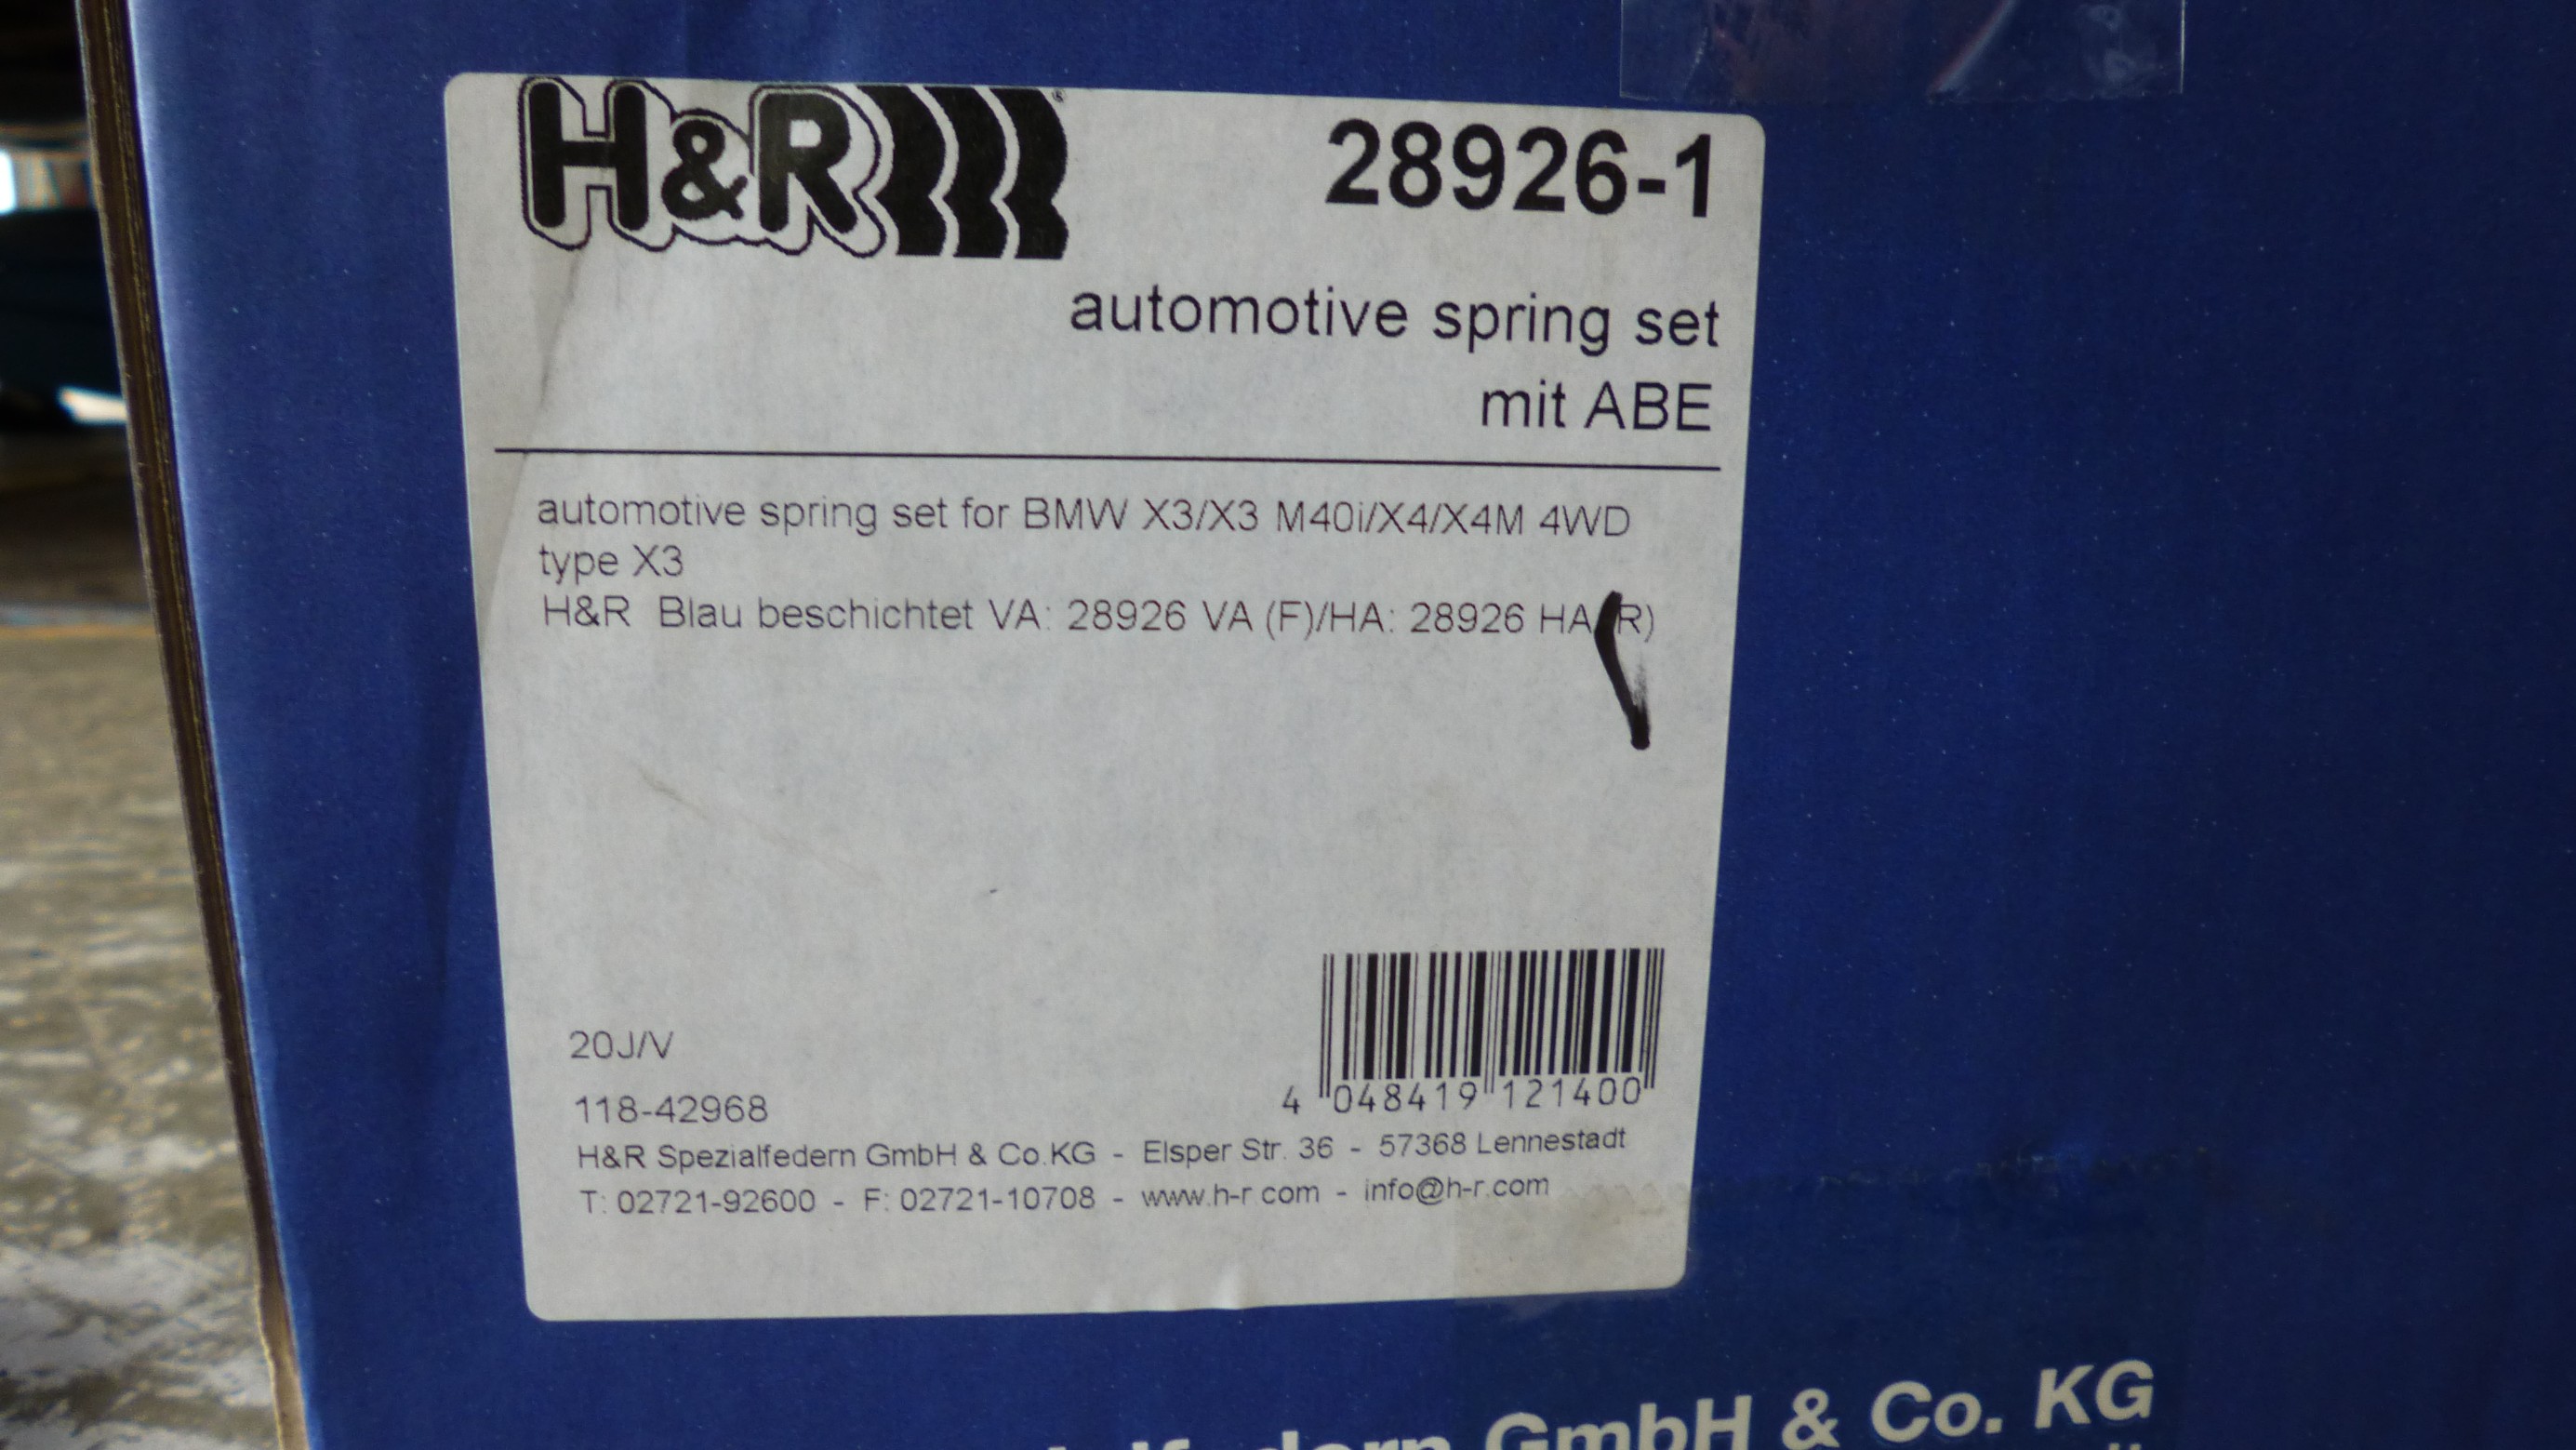 H&R®
28926-1
automotive spring set
mit ABE
automotive spring set for BMW X3/X3 M40i/X4/X4M 4WD
type X3
H&R Blau beschichtet VA: 28926 VA (F)/HA: 28926 HA (R)
20J/V
118-42968
4 048419 121400
H&R Spezialfedern GmbH & Co.KG - Elsper Str. 36 - 57368 Lennestadt
T: 02721-92600 - F: 02721-10708 - www.h-r.com - info@h-r.com
GmbH & Co. KG